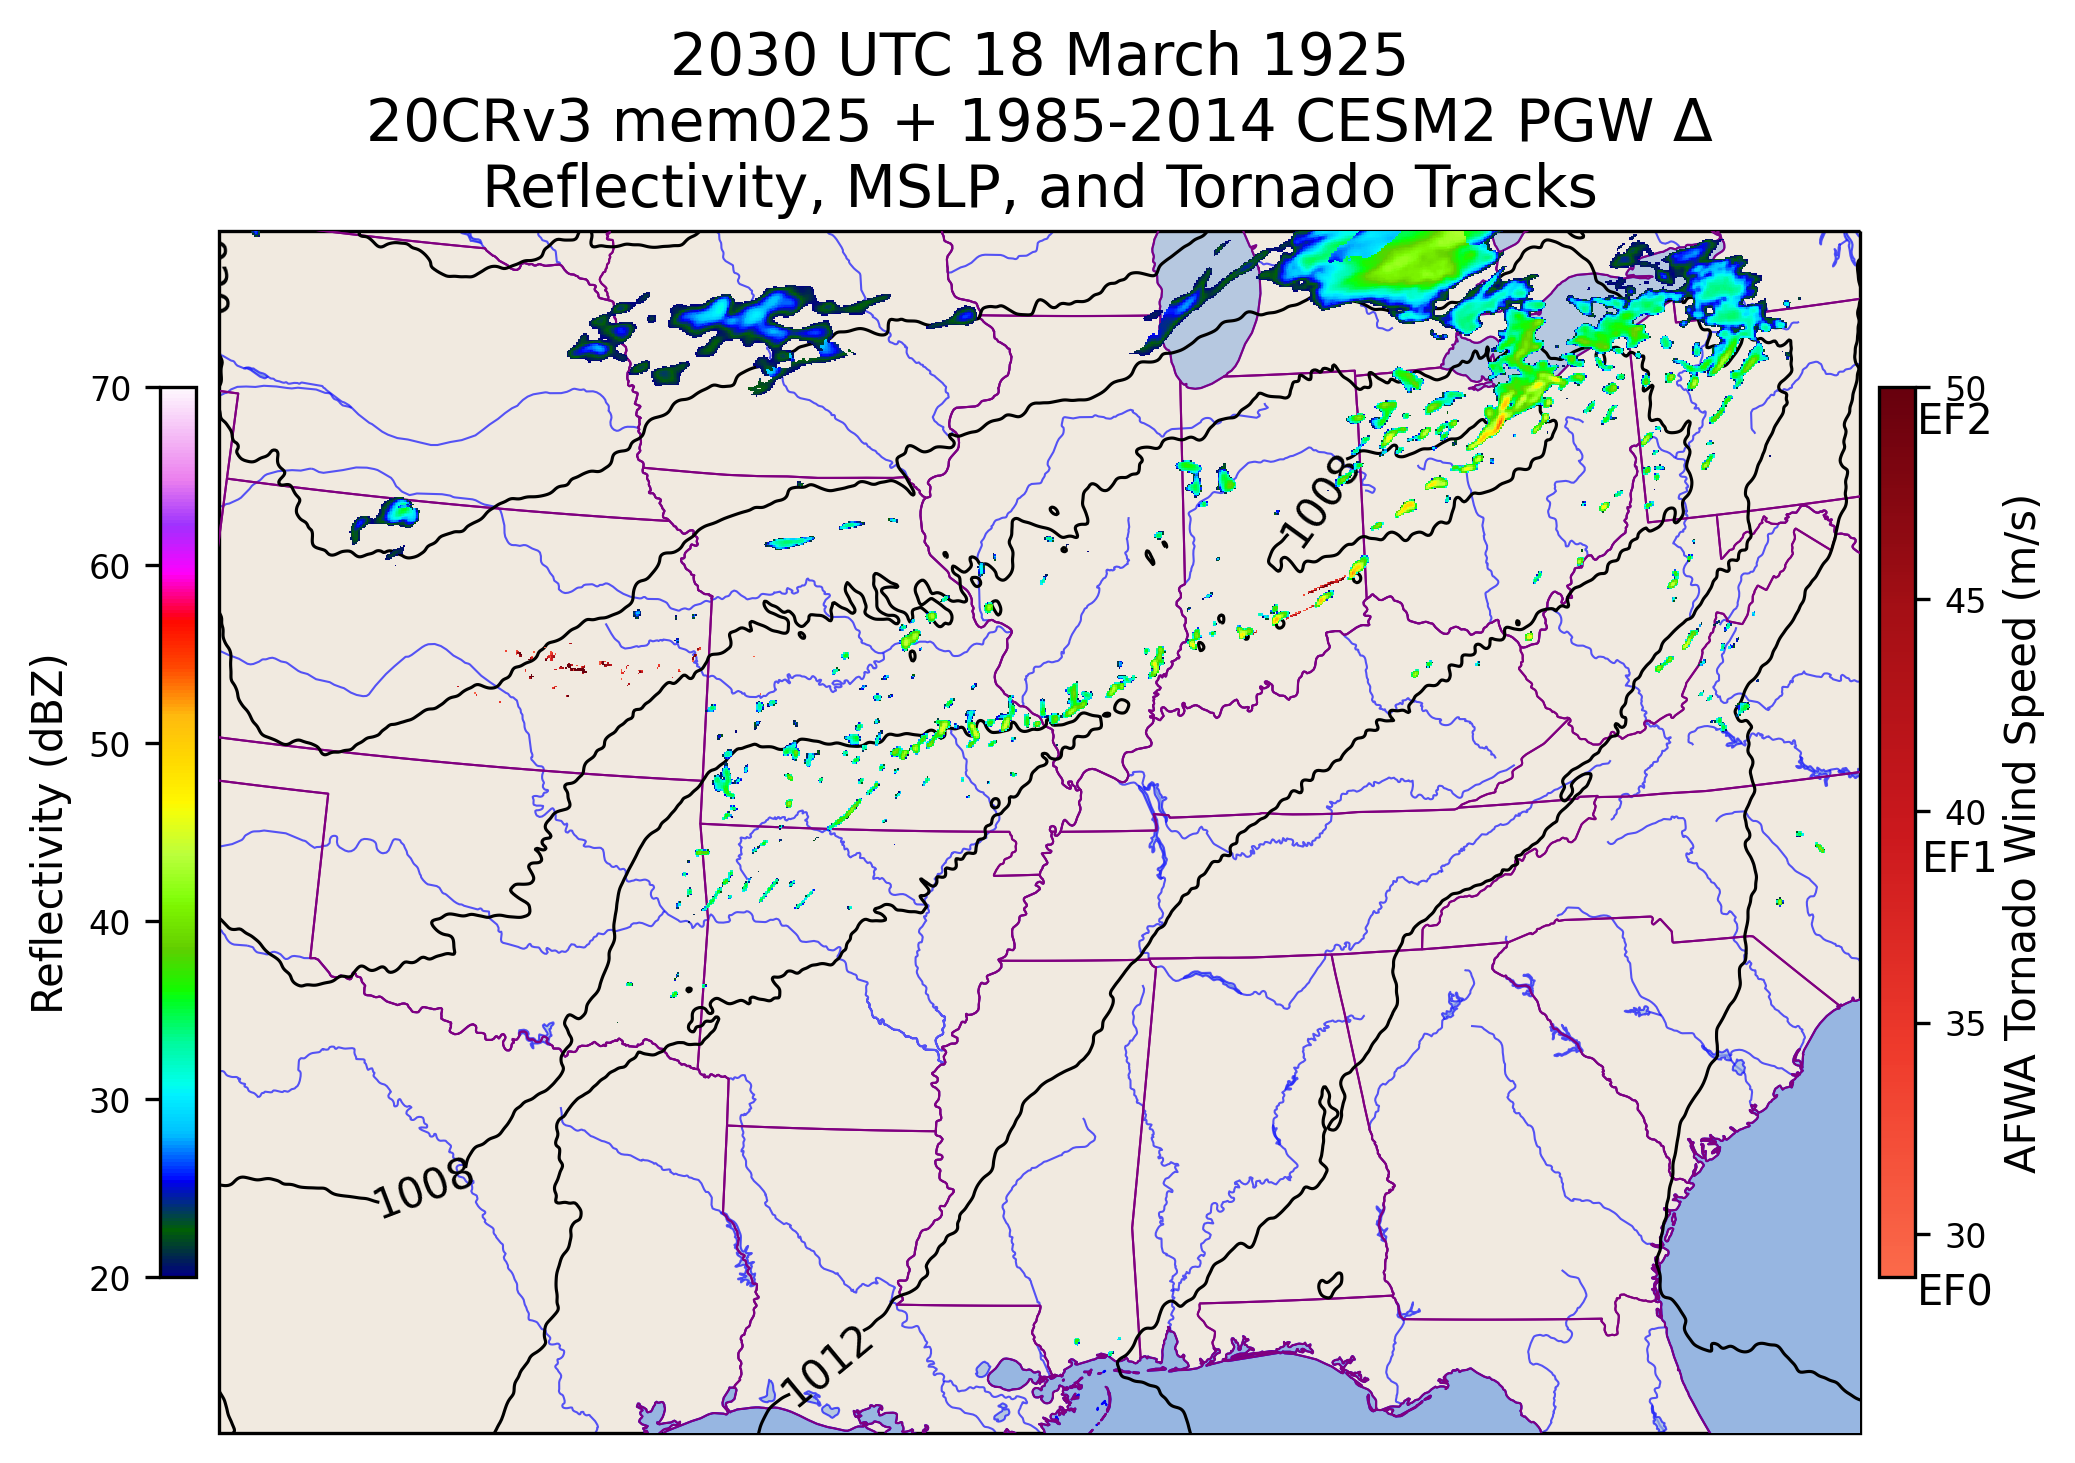 2030 UTC 18 March 1925
20CRv3 mem025 + 1985-2014 CESM2 PGW Δ
Reflectivity, MSLP, and Tornado Tracks
70
60
50
40
30
20
Reflectivity (dBZ)
1008
1008
1012
50
EF2
45
40
EF1
35
30
EF0
AFWA Tornado Wind Speed (m/s)